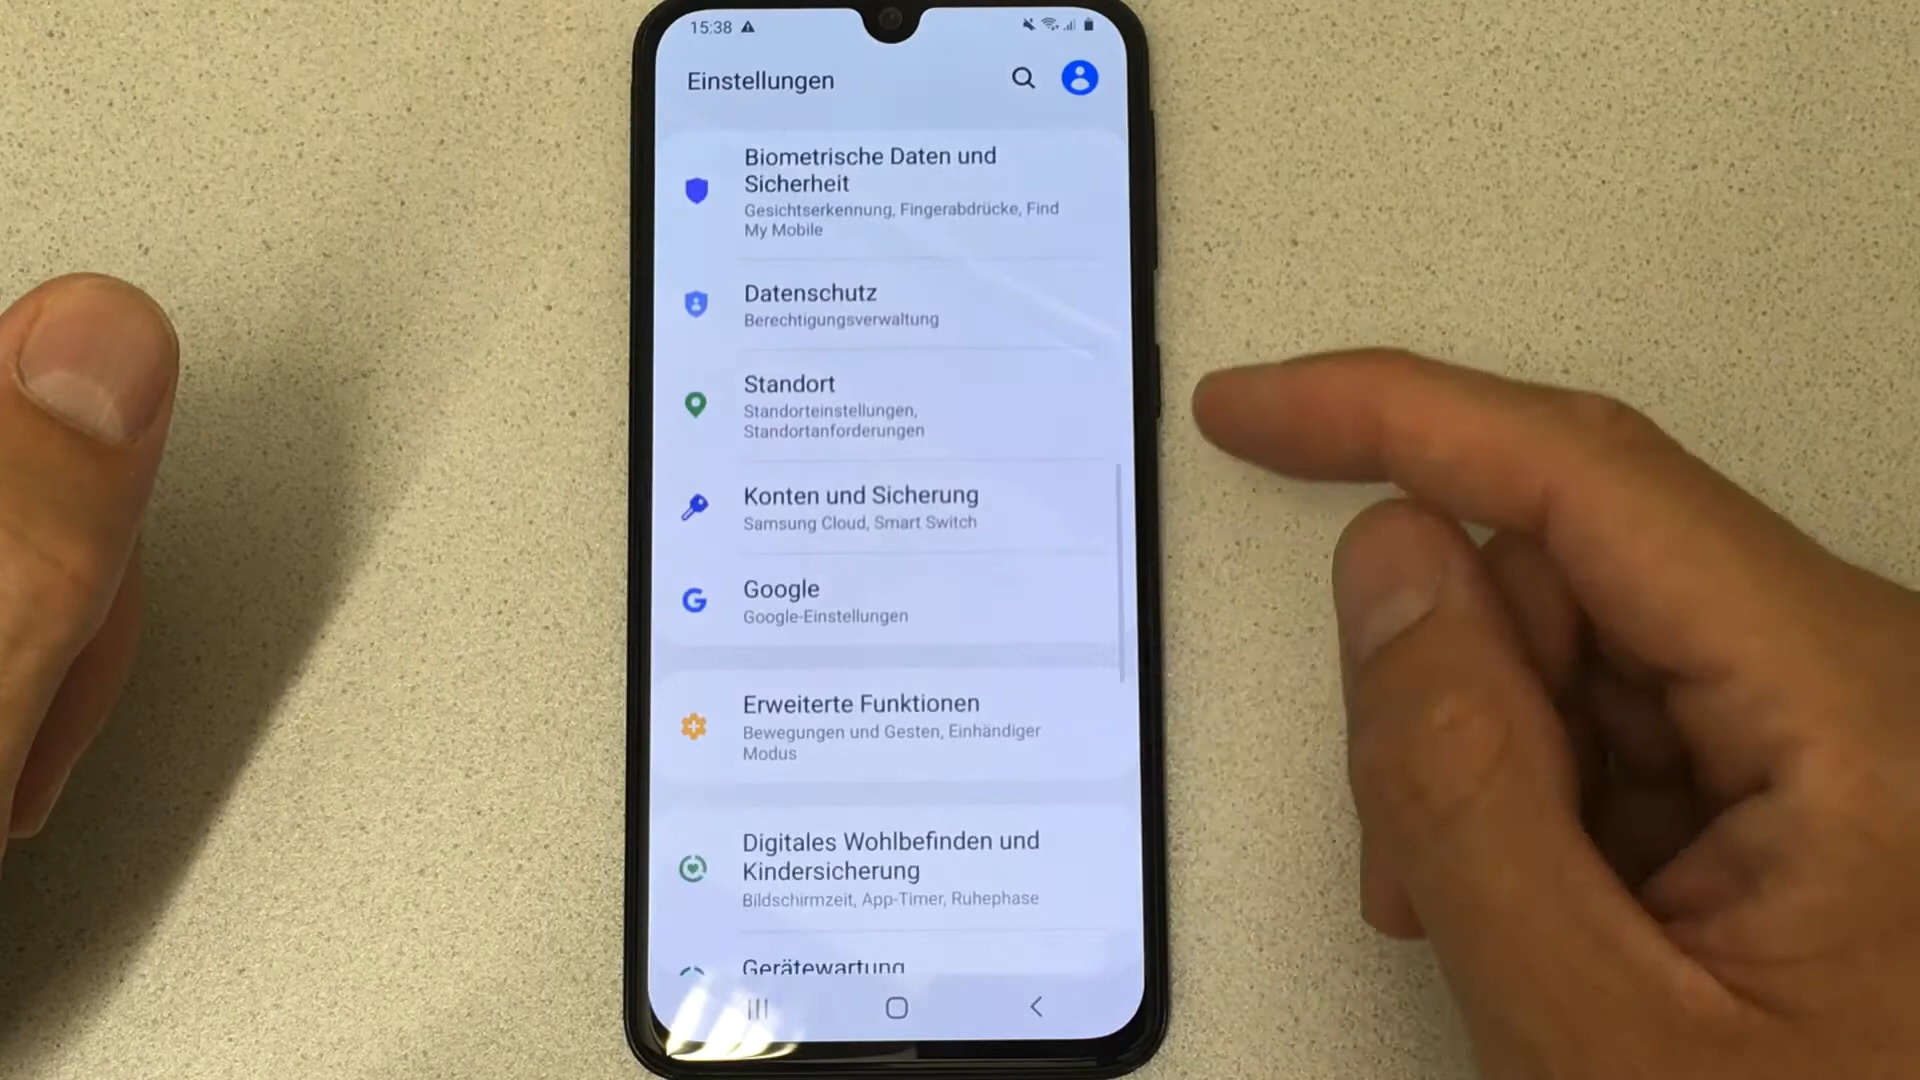 15:38
Einstellungen
Biometrische Daten und
Sicherheit
Gesichtserkennung, Fingerabdrücke, Find
My Mobile
Datenschutz
Berechtigungsverwaltung
Standort
Standorteinstellungen,
Standortanforderungen
Konten und Sicherung
Samsung Cloud, Smart Switch
Google
Google-Einstellungen
Erweiterte Funktionen
Bewegungen und Gesten, Einhändiger
Modus
Digitales Wohlbefinden und
Kindersicherung
Bildschirmzeit, App-Timer, Ruhephase
Gerätewartung